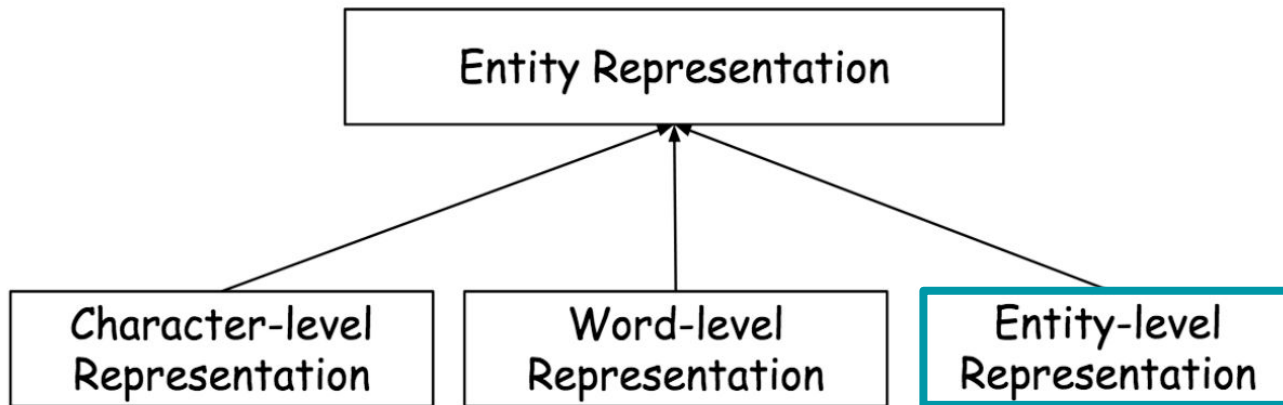 Entity Representation
Character-level
Representation
Word-level
Representation
Entity-level
Representation